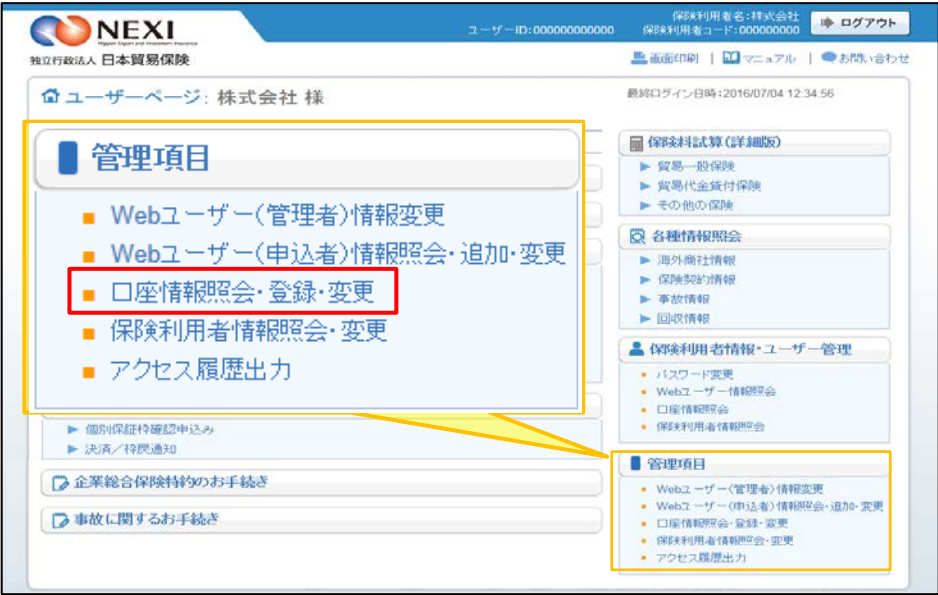 NEXI
Nippon Export and Investment Insurance
独立行政法人 日本貿易保険
ユーザーID:000000000000
保険利用者名:株式会社
保険利用者コード:000000000
ログアウト
画面印刷 | マニュアル | お問い合わせ
ユーザーページ: 株式会社 様
最終ログイン日時:2016/07/04 12:34:56
管理項目
Webユーザー(管理者)情報変更
Webユーザー(申込者)情報照会・追加・変更
口座情報照会・登録・変更
保険利用者情報照会・変更
アクセス履歴出力
個別保証枠確認申込み
決済/枠関連通知
企業総合保険特約のお手続き
事故に関するお手続き
保険料試算(詳細版)
貿易一般保険
貿易代金貸付保険
その他の保険
各種情報照会
海外商社情報
保険契約情報
事故情報
回収情報
保険利用者情報・ユーザー管理
パスワード変更
Webユーザー情報照会
口座情報照会
保険利用者情報照会
管理項目
Webユーザー(管理者)情報変更
Webユーザー(申込者)情報照会・追加・変更
口座情報照会・登録・変更
保険利用者情報照会・変更
アクセス履歴出力